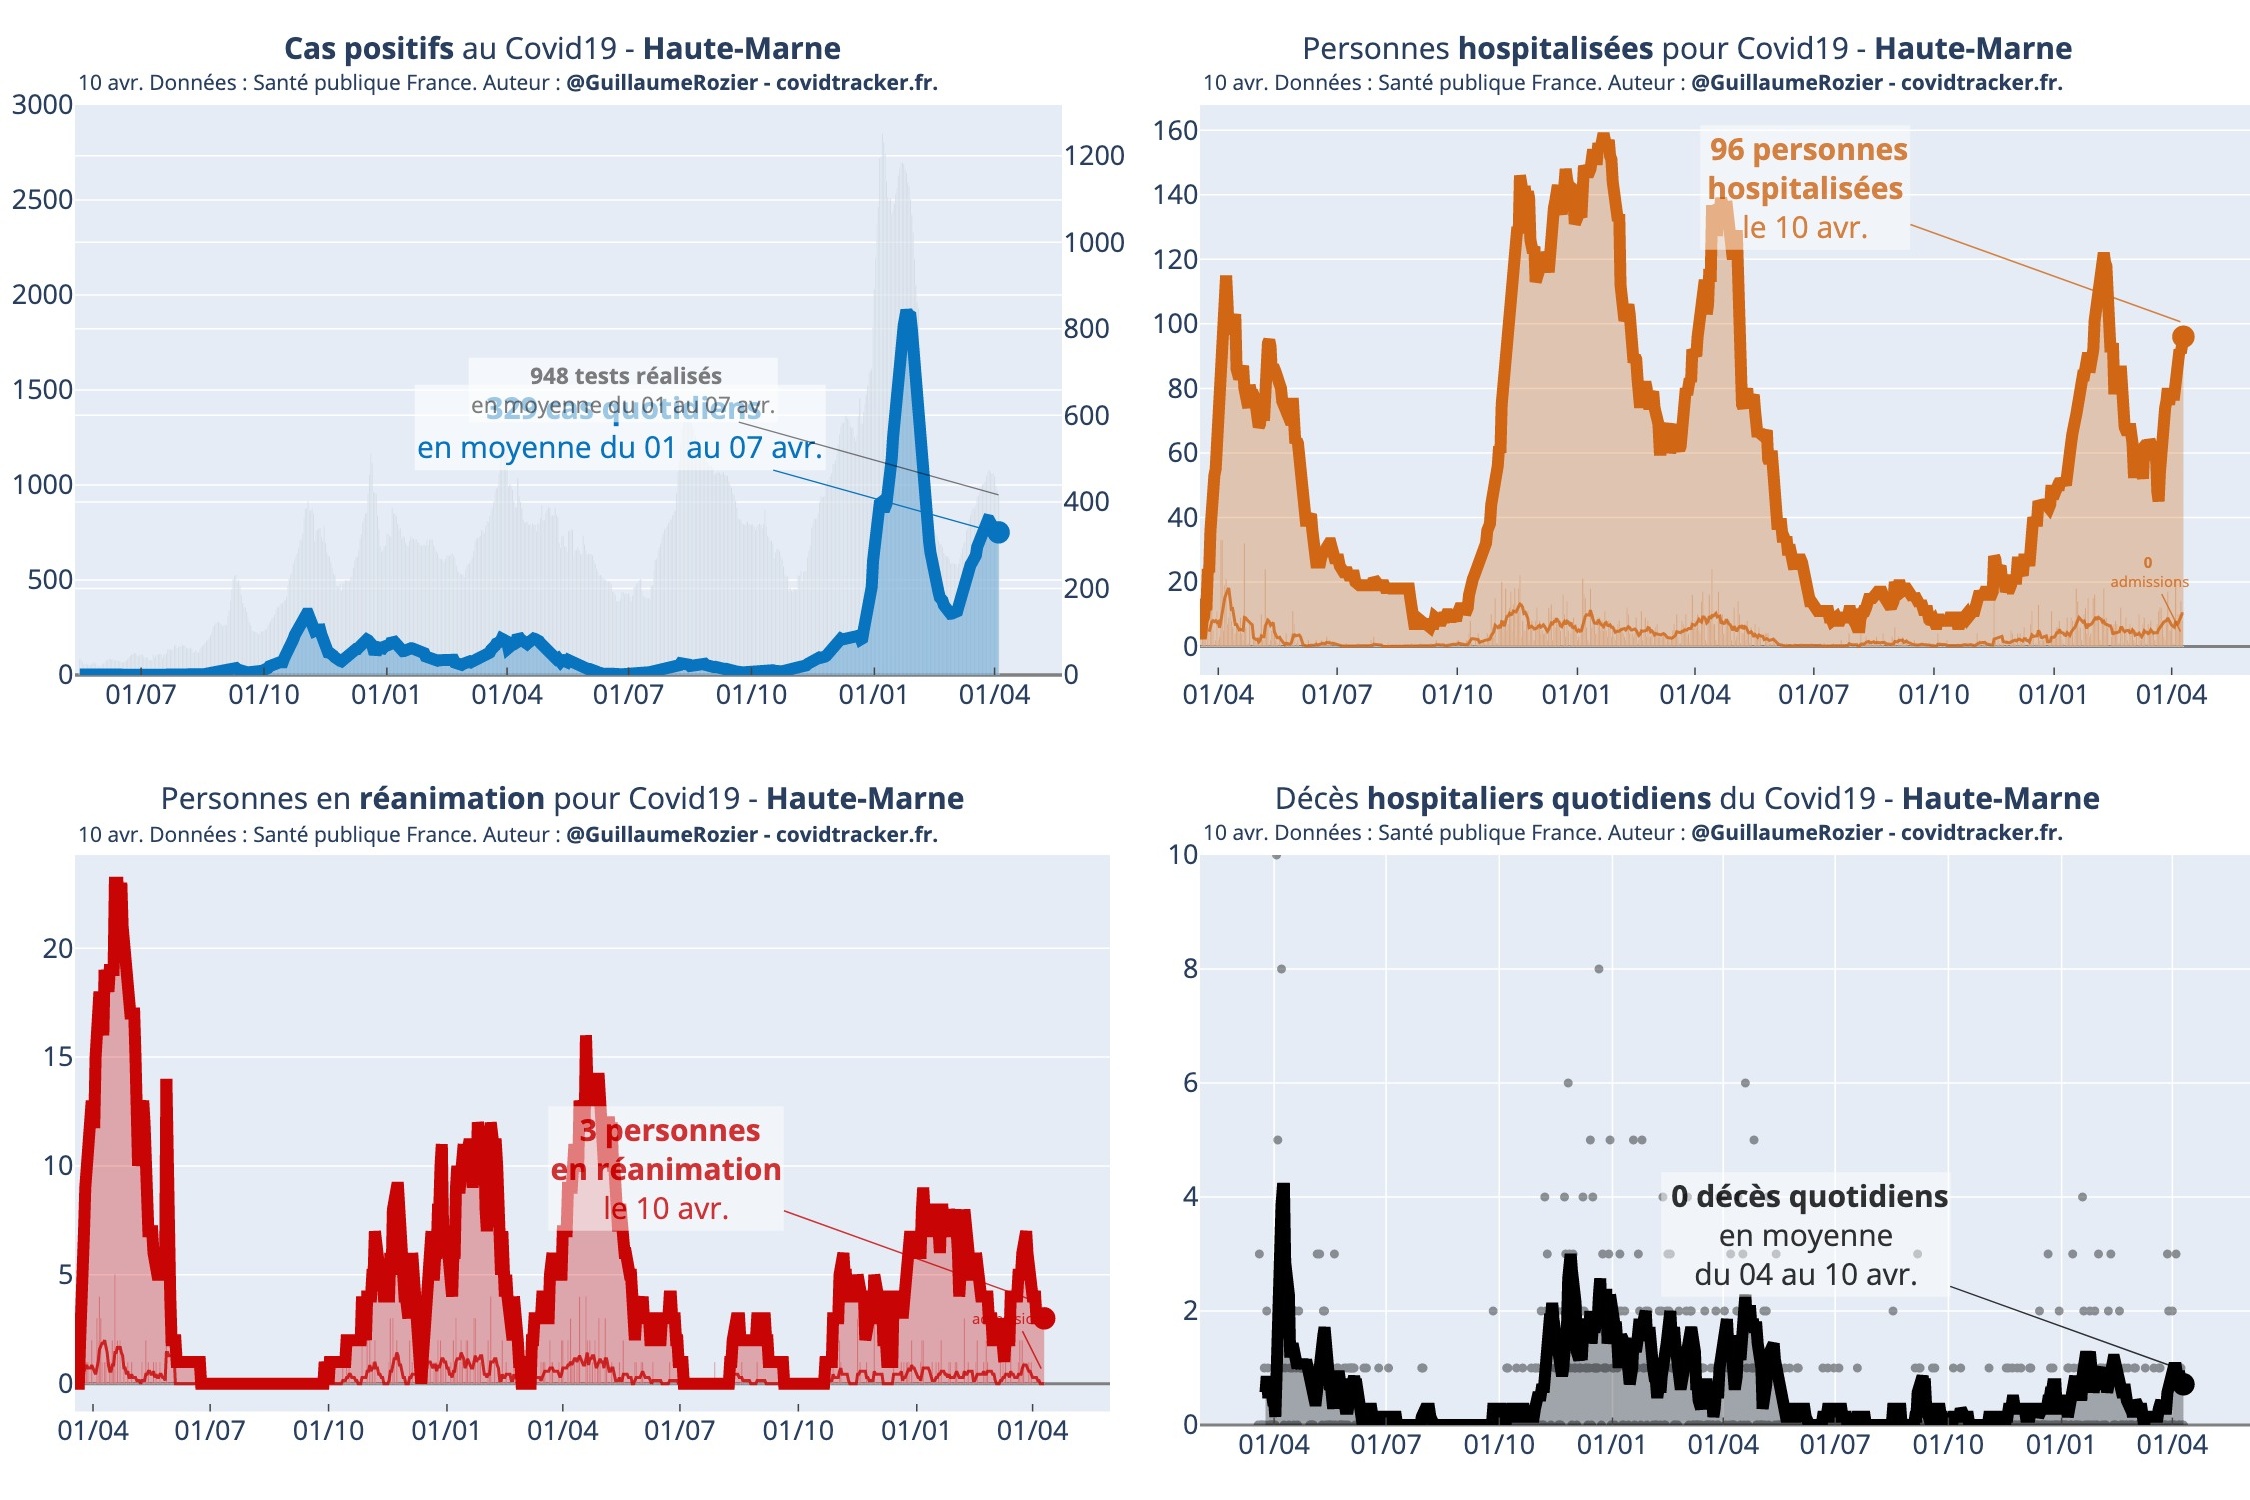 Cas positifs au Covid19 - Haute-Marne
10 avr. Données : Santé publique France. Auteur : @GuillaumeRozier - covidtracker.fr.
3000
2500
2000
1500
1000
500
0
1200
1000
800
600
400
200
0
948 tests réalisés
en moyenne du 01 au 07 avr.
329 cas quotidiens
en moyenne du 01 au 07 avr.
01/07 01/10 01/01 01/04 01/07 01/10 01/01 01/04
Personnes hospitalisées pour Covid19 - Haute-Marne
10 avr. Données : Santé publique France. Auteur : @GuillaumeRozier - covidtracker.fr.
160
140
120
100
80
60
40
20
0
96 personnes
hospitalisées
le 10 avr.
0
admissions
01/04 01/07 01/10 01/01 01/04 01/07 01/10 01/01 01/04
Personnes en réanimation pour Covid19 - Haute-Marne
10 avr. Données : Santé publique France. Auteur : @GuillaumeRozier - covidtracker.fr.
20
15
10
5
0
3 personnes
en réanimation
le 10 avr.
01/04 01/07 01/10 01/01 01/04 01/07 01/10 01/01 01/04
Décès hospitaliers quotidiens du Covid19 - Haute-Marne
10 avr. Données : Santé publique France. Auteur : @GuillaumeRozier - covidtracker.fr.
10
8
6
4
2
0
0 décès quotidiens
en moyenne
du 04 au 10 avr.
01/04 01/07 01/10 01/01 01/04 01/07 01/10 01/01 01/04